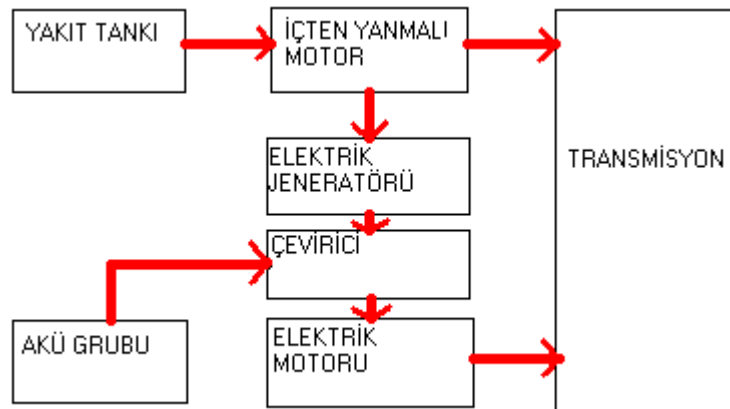 YAKIT TANKI
İÇTEN YANMALI
MOTOR
ELEKTRİK
JENERATÖRÜ
TRANSMİSYON
ÇEVİRİCİ
AKÜ GRUBU
ELEKTRİK
MOTORU